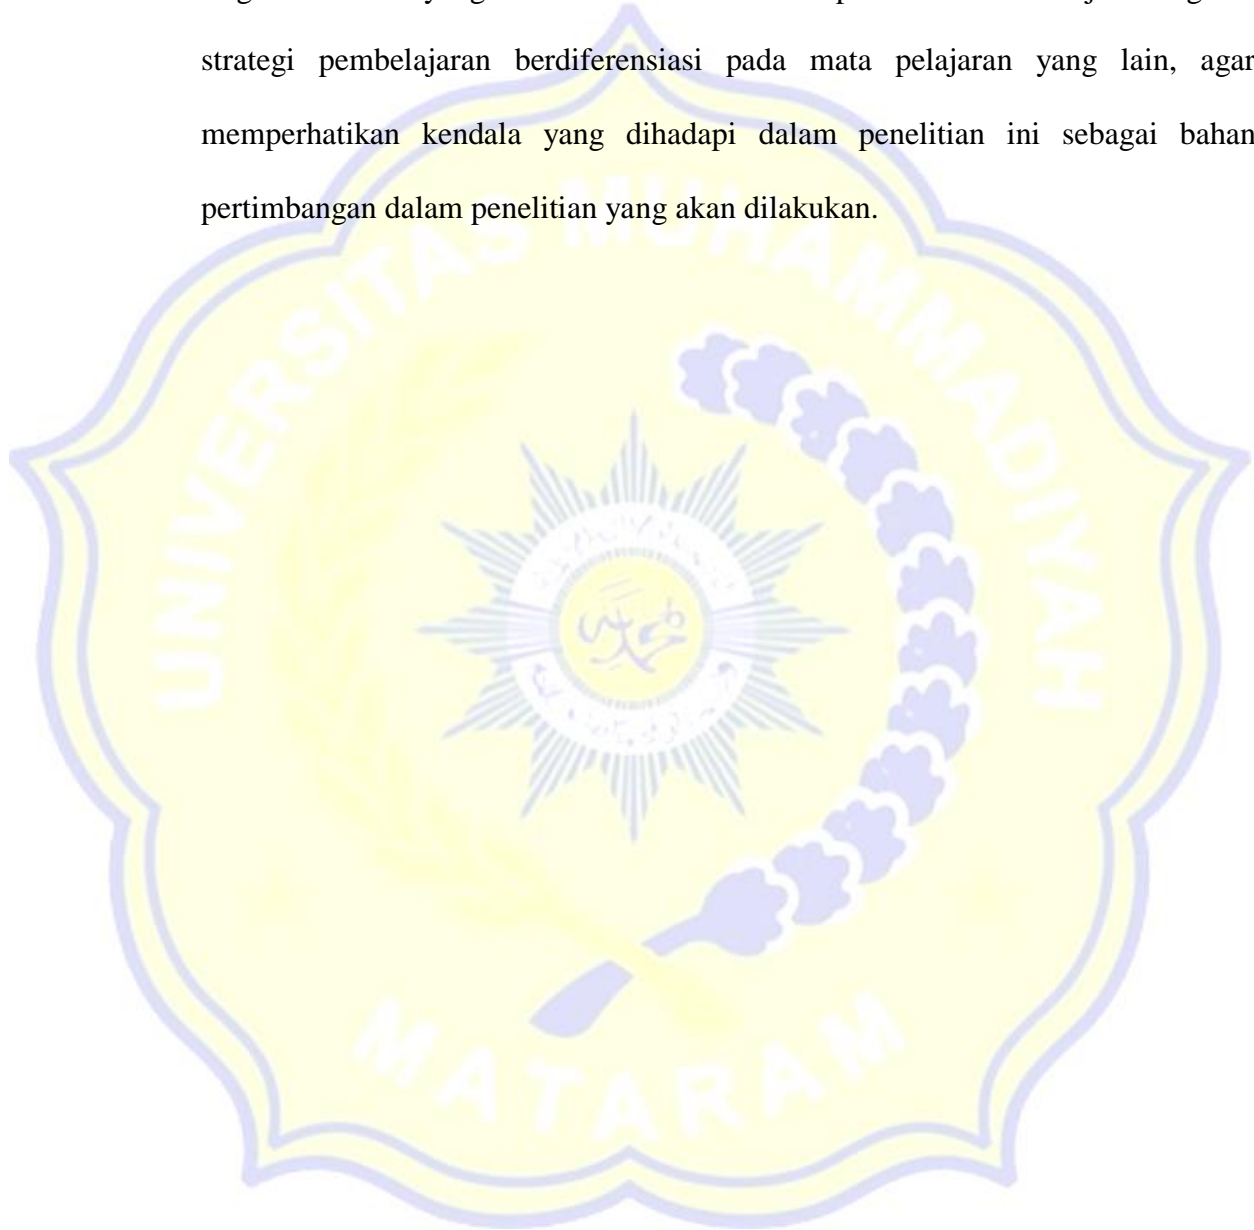 strategi pembelajaran berdiferensiasi pada mata pelajaran yang lain, agar
memperhatikan kendala yang dihadapi dalam penelitian ini sebagai bahan
pertimbangan dalam penelitian yang akan dilakukan.
UNIVERSITAS MUHAMMADIYAH
MATARAM